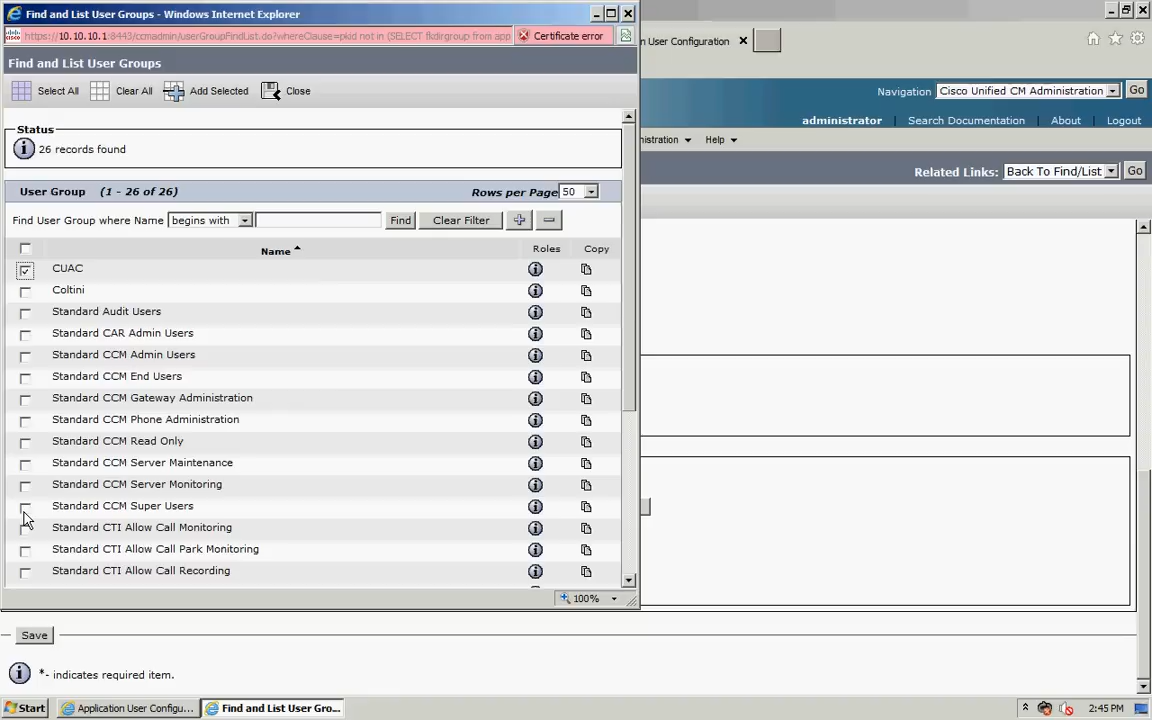 Find and List User Groups - Windows Internet Explorer
https://10.10.10.1:8443/ccmadmin/userGroupFindList.do?whereClause=pkid not in (SELECT fkdirgroup from app
Certificate error
Find and List User Groups
Select All Clear All Add Selected Close
Status
26 records found
User Group (1 - 26 of 26) Rows per Page 50
Find User Group where Name begins with Find Clear Filter
Name Roles Copy
CUAC
Coltini
Standard Audit Users
Standard CAR Admin Users
Standard CCM Admin Users
Standard CCM End Users
Standard CCM Gateway Administration
Standard CCM Phone Administration
Standard CCM Read Only
Standard CCM Server Maintenance
Standard CCM Server Monitoring
Standard CCM Super Users
Standard CTI Allow Call Monitoring
Standard CTI Allow Call Park Monitoring
Standard CTI Allow Call Recording
100%
n User Configuration
Navigation Cisco Unified CM Administration Go
administrator Search Documentation About Logout
nistration Help
Related Links: Back To Find/List Go
Save
*- indicates required item.
Start Application User Configu... Find and List User Gro... 2:45 PM